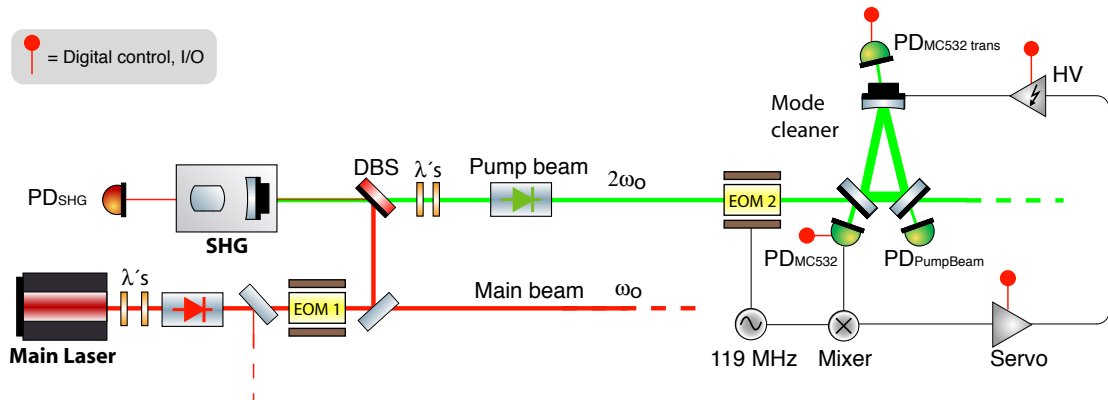 = Digital control, I/O
PDMC532 trans
HV
Mode
cleaner
DBS
λ´s
Pump beam
2ωo
PDSHG
EOM 2
SHG
PDMC532
PDPumpBeam
λ´s
EOM 1
Main beam
ωo
Main Laser
119 MHz
Mixer
Servo